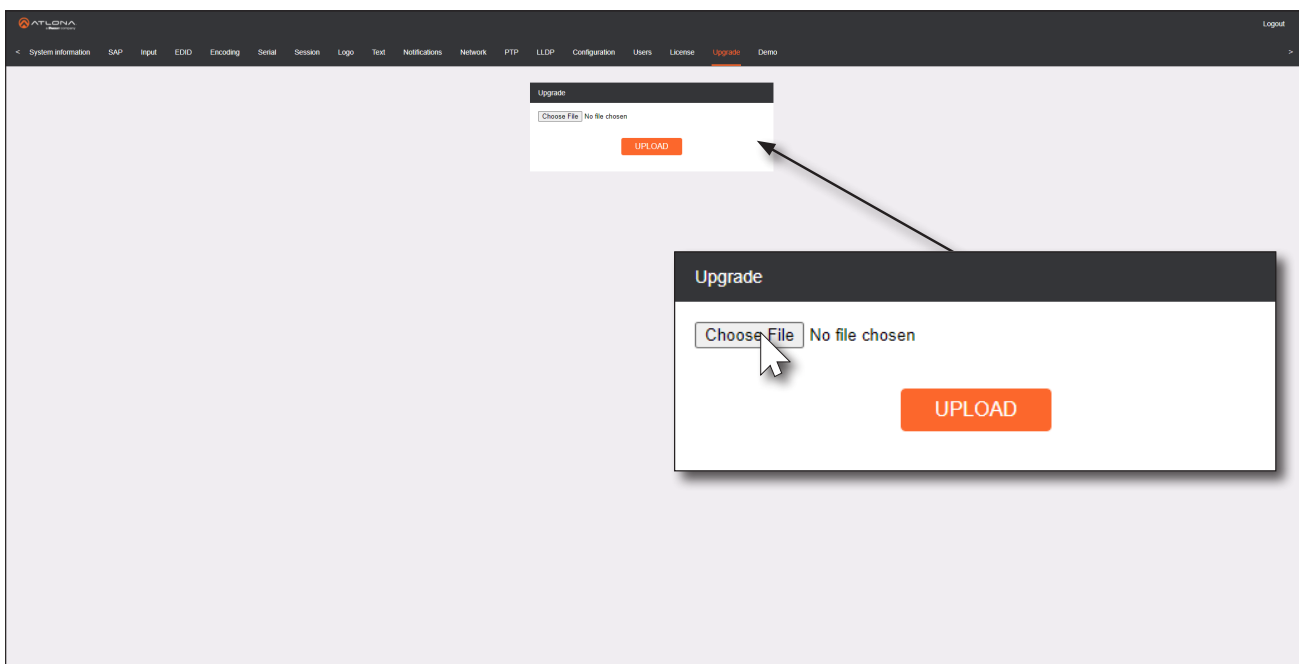 ATLONA
Logout
< System information SAP Input EDID Encoding Serial Session Logo Text Notifications Network PTP LLDP Configuration Users License Upgrade Demo >
Upgrade
Choose File No file chosen
UPLOAD
Upgrade
Choose File No file chosen
UPLOAD